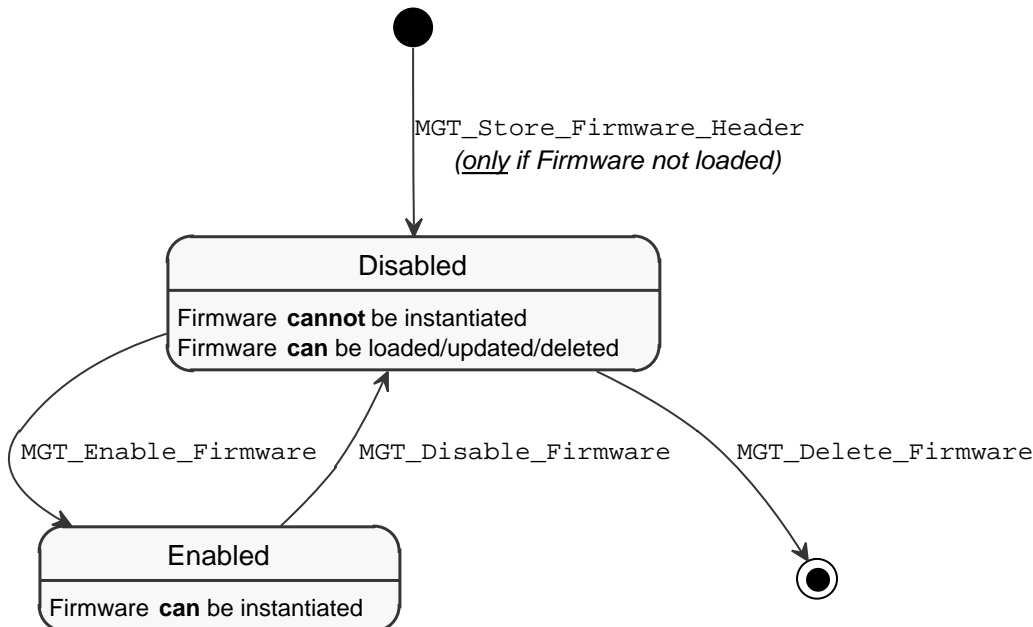 MGT_Store_Firmware_Header
(only if Firmware not loaded)
Disabled
Firmware cannot be instantiated
Firmware can be loaded/updated/deleted
MGT_Enable_Firmware
MGT_Disable_Firmware
MGT_Delete_Firmware
Enabled
Firmware can be instantiated